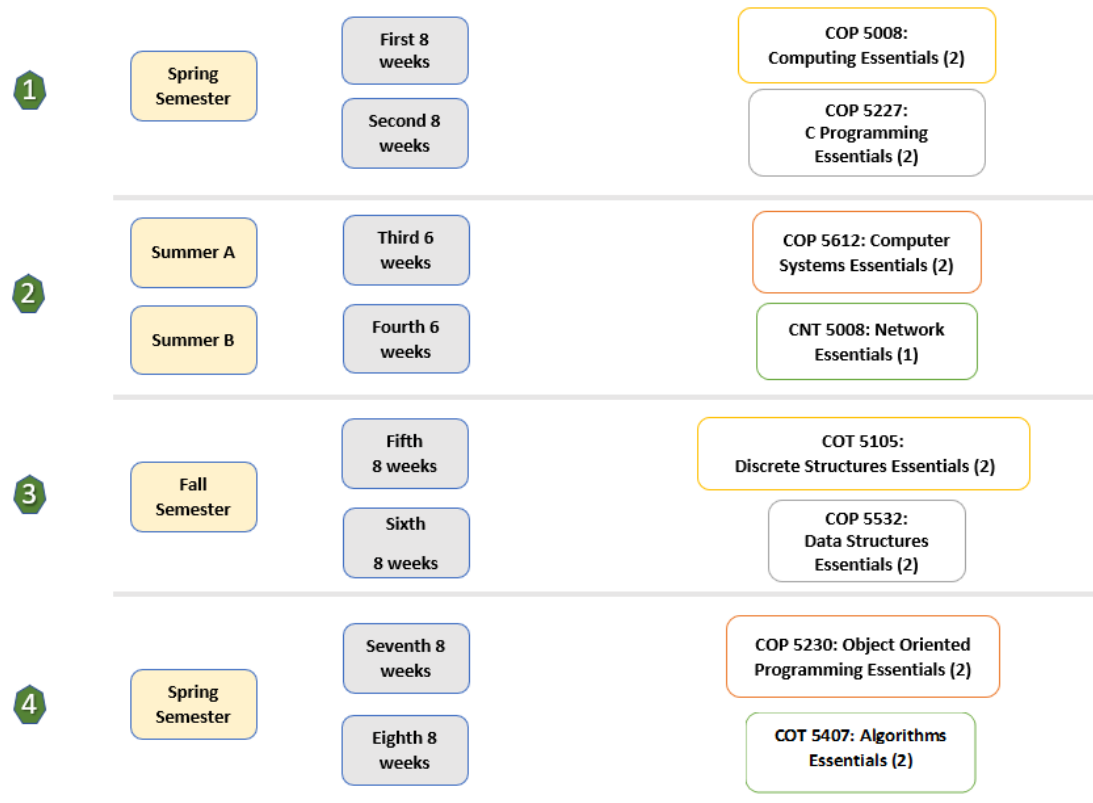 1
Spring
Semester
First 8
weeks
COP 5008:
Computing Essentials (2)
Second 8
weeks
COP 5227:
C Programming
Essentials (2)
2
Summer A
Third 6
weeks
COP 5612: Computer
Systems Essentials (2)
Summer B
Fourth 6
weeks
CNT 5008: Network
Essentials (1)
3
Fall
Semester
Fifth
8 weeks
COT 5105:
Discrete Structures Essentials (2)
Sixth
8 weeks
COP 5532:
Data Structures
Essentials (2)
4
Spring
Semester
Seventh 8
weeks
COP 5230: Object Oriented
Programming Essentials (2)
Eighth 8
weeks
COT 5407: Algorithms
Essentials (2)